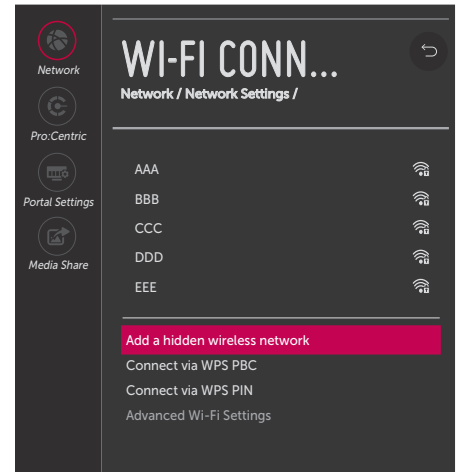 Network
Pro:Centric
Portal Settings
Media Share
WI-FI CONN...
Network / Network Settings /
AAA
BBB
CCC
DDD
EEE
Add a hidden wireless network
Connect via WPS PBC
Connect via WPS PIN
Advanced Wi-Fi Settings